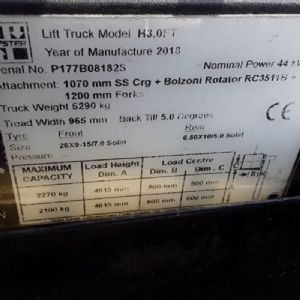 Lift Truck Model H3.0FT
Year of Manufacture 2018
Serial No. P177B08182S
Nominal Power 44 kW
Attachment 1070 mm SS Crg + Bolzoni Rotator RC3511B +
1200 mm Forks
Truck Weight 5290 kg
Tread Width 965 mm Back Tilt 5.0 Degrees
Front Rear
Size 28X9-15/7.0 Solid 6.50X10/5.0 Solid
Pressure - -
MAXIMUM CAPACITY Load Height Dim. A Load Centre Dim. B Dim. C
2270 kg 4615 mm 500 mm 500 mm
2100 kg 4615 mm 600 mm 600 mm